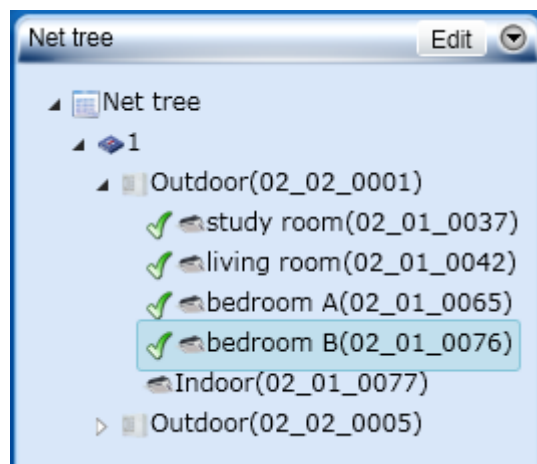 Net tree Edit
Net tree
1
Outdoor(02_02_0001)
study room(02_01_0037)
living room(02_01_0042)
bedroom A(02_01_0065)
bedroom B(02_01_0076)
Indoor(02_01_0077)
Outdoor(02_02_0005)